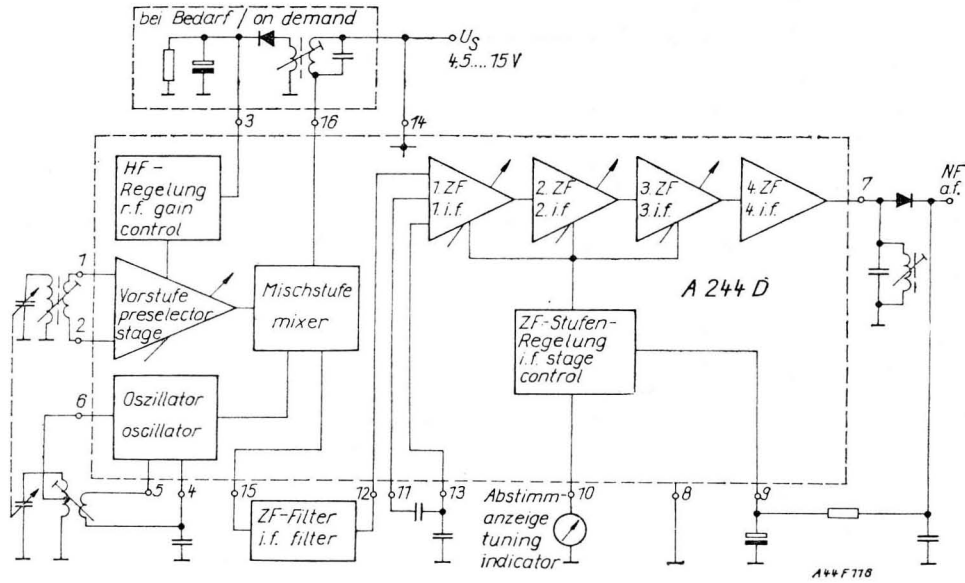 bei Bedarf / on demand
U_S
4,5....15 V
3
16
14
HF-
Regelung
r.f. gain
control
1
2
Vorstufe
preselector
stage
Mischstufe
mixer
1. ZF
1. i.f.
2. ZF
2. i.f
3. ZF
3. i.f.
4. ZF
4. i.f.
7
NF
a.f.
A 244 D
ZF-Stufen-
Regelung
i.f. stage
control
6
Oszillator
oscillator
5
4
15
12
11
13
10
8
9
ZF-Filter
i.f. filter
Abstimm-
anzeige
tuning
indicator
A44F778